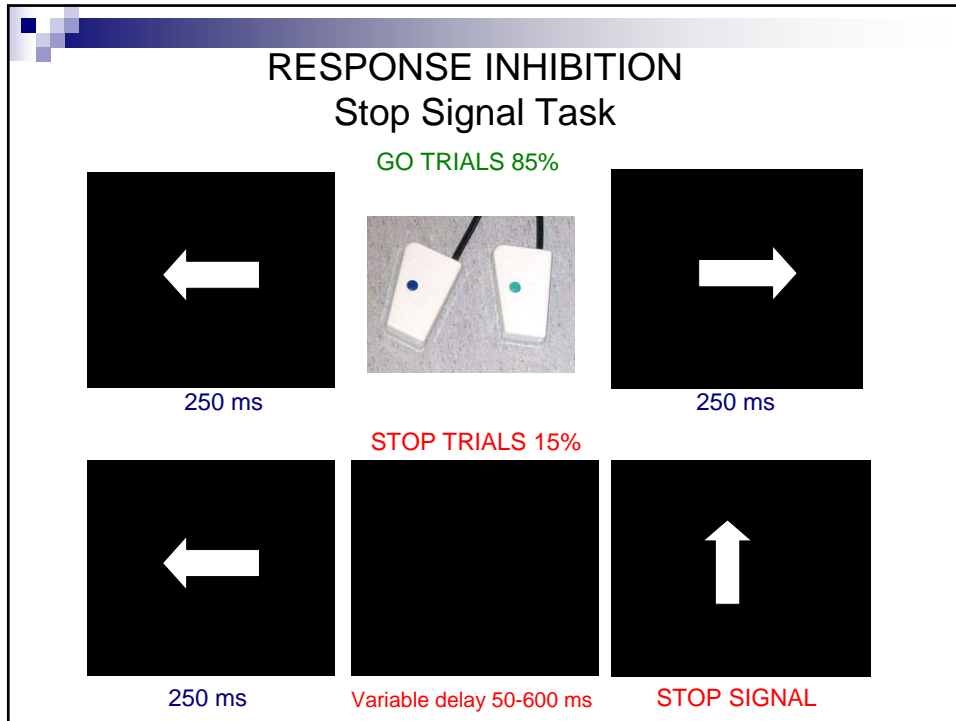 RESPONSE INHIBITION
Stop Signal Task
GO TRIALS 85%
250 ms
250 ms
STOP TRIALS 15%
250 ms
Variable delay 50-600 ms
STOP SIGNAL